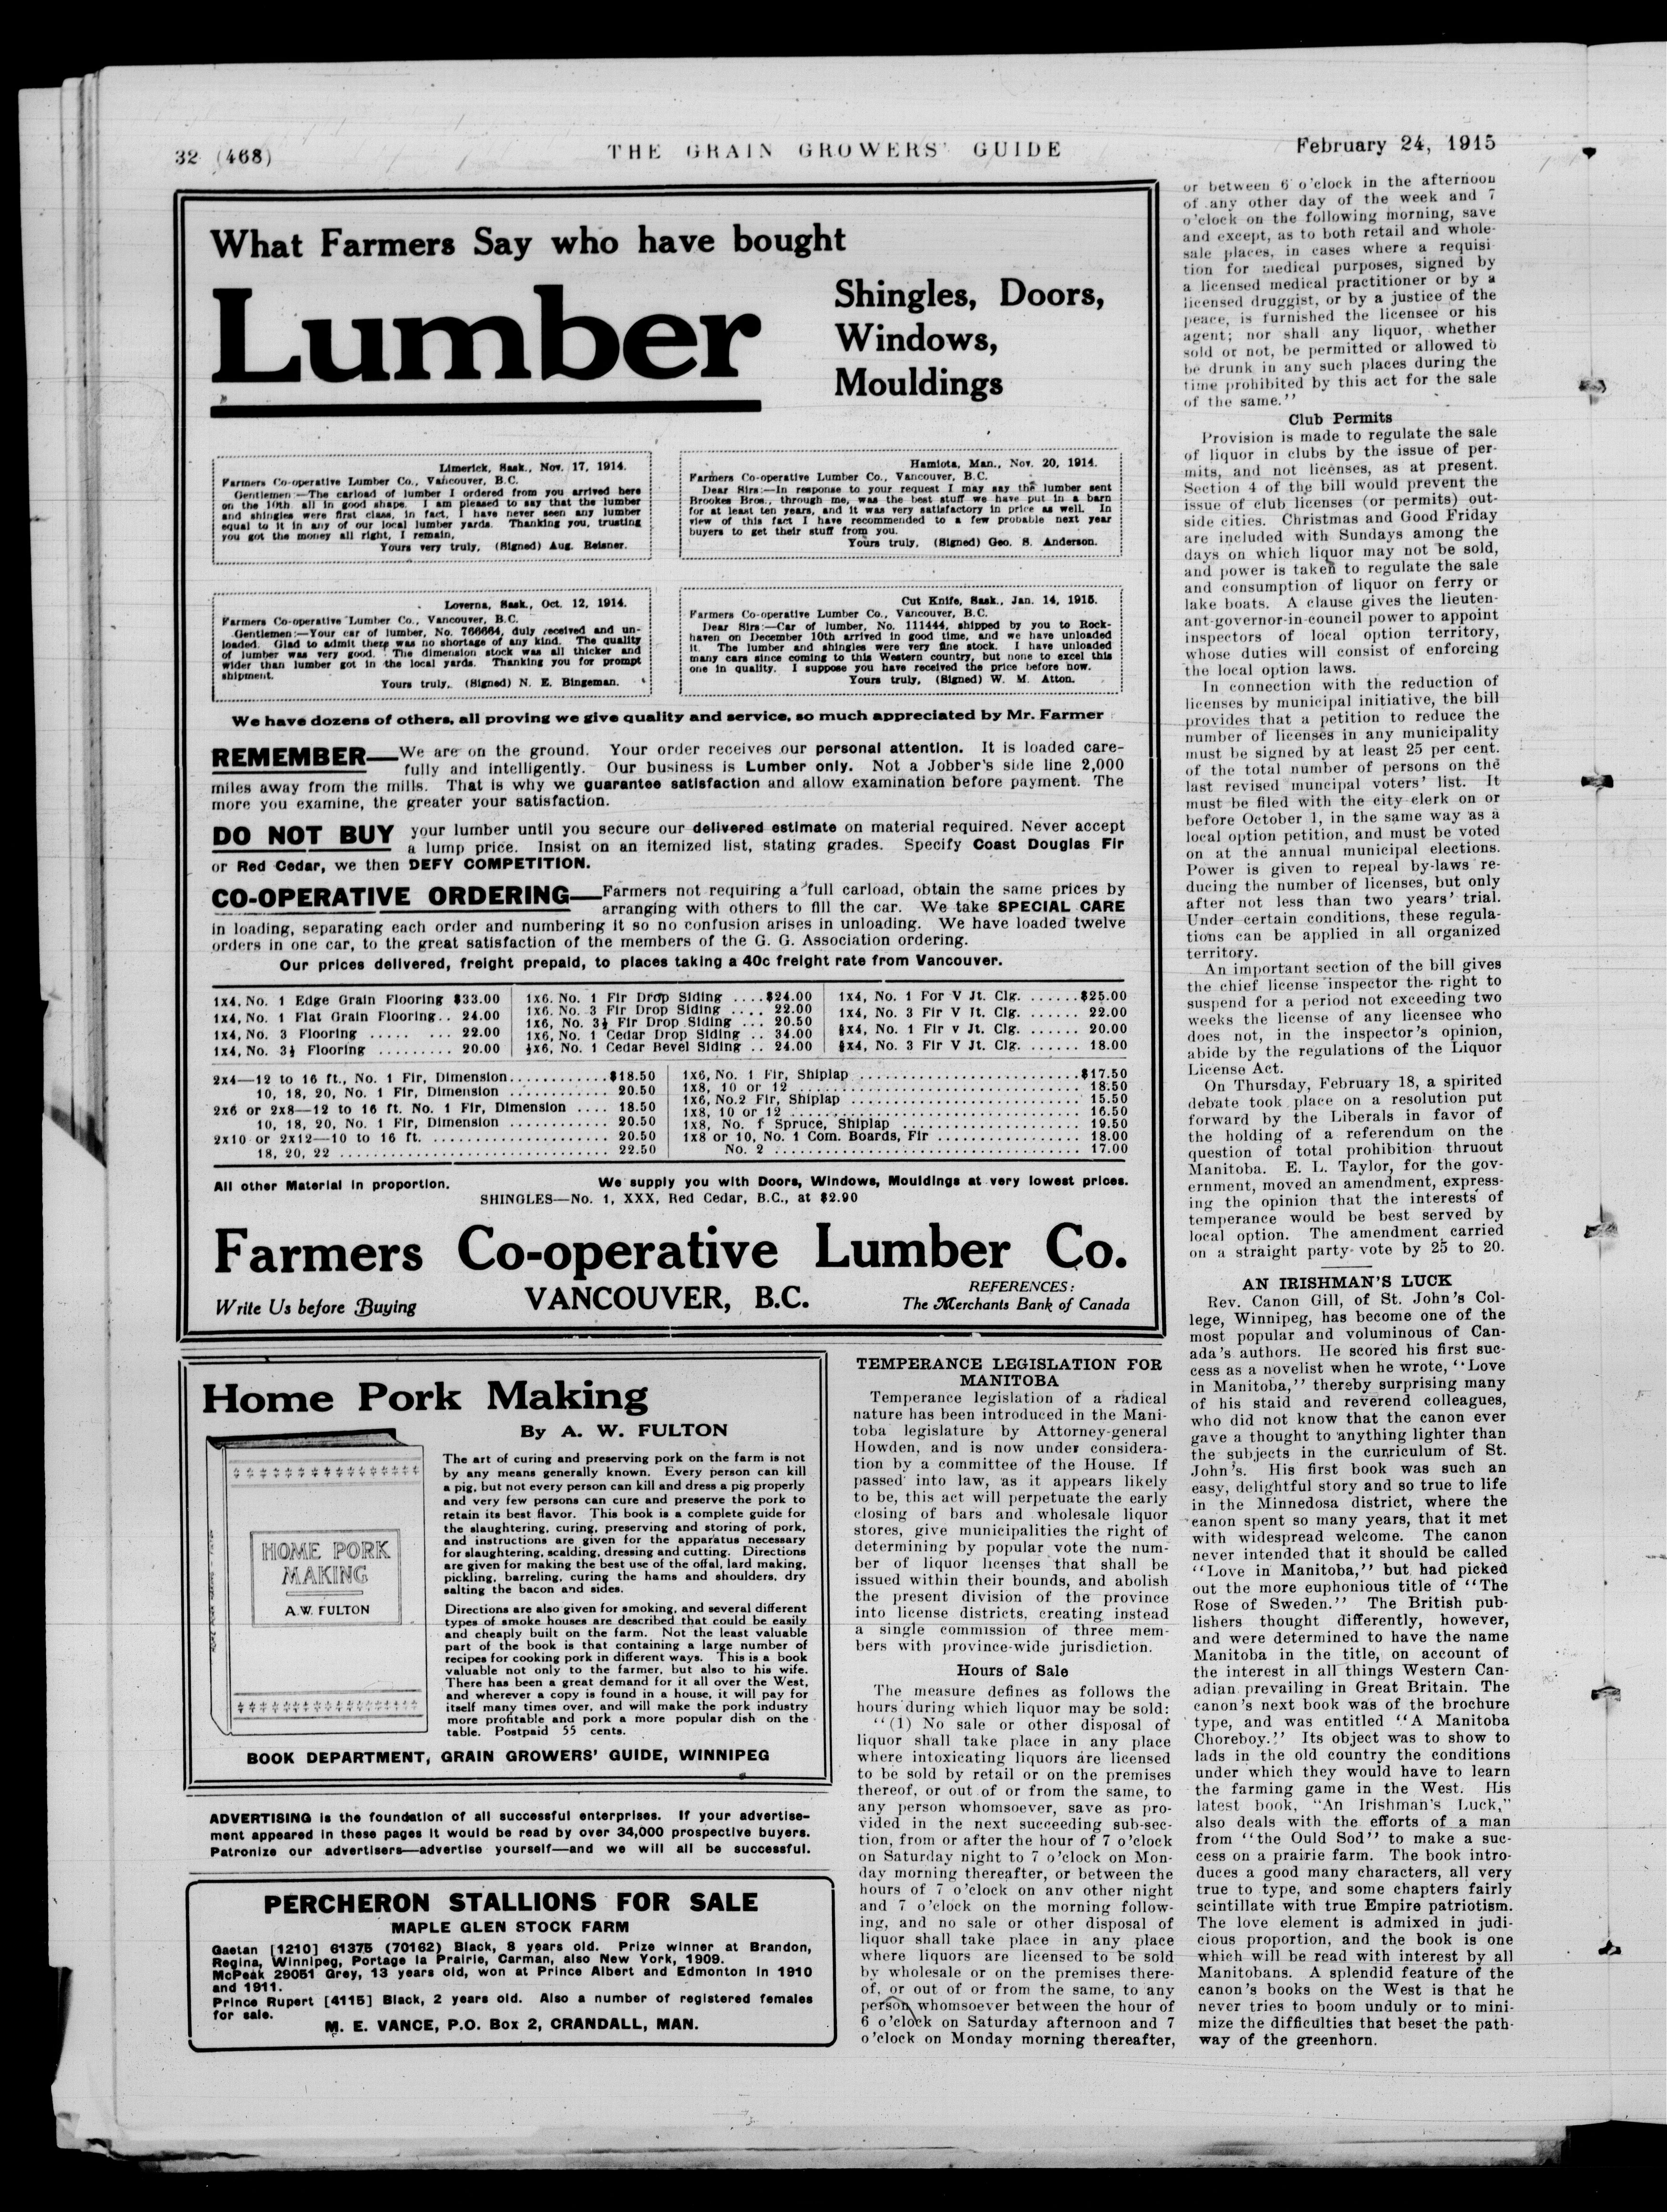 32 (468)
THE GRAIN GROWERS' GUIDE
February 24, 1915
What Farmers Say who have bought
Lumber
Shingles, Doors,
Windows,
Mouldings
Limerick, Sask., Nov. 17, 1914.
Farmers Co-operative Lumber Co., Vancouver, B.C.
Gentlemen:—The carload of lumber I ordered from you arrived here
on the 10th all in good shape. I am pleased to say that the lumber
and shingles were first class, in fact, I have never seen any lumber
equal to it in any of our local lumber yards. Thanking you, trusting
you got the money all right, I remain,
Yours very truly, (Signed) Aug. Reisner.
Hamiota, Man., Nov. 20, 1914.
Farmers Co-operative Lumber Co., Vancouver, B.C.
Dear Sirs:—In response to your request I may say the lumber sent
Brookes Bros., through me, was the best stuff we have put in a barn
for at least ten years, and it was very satisfactory in price as well. In
view of this fact I have recommended to a few probable next year
buyers to get their stuff from you.
Yours truly, (Signed) Geo. S. Anderson.
Loverna, Sask., Oct. 12, 1914.
Farmers Co-operative Lumber Co., Vancouver, B.C.
Gentlemen:—Your car of lumber, No. 766664, duly received and un-
loaded. Glad to admit there was no shortage of any kind. The quality
of lumber was very good. The dimension stock was all thicker and
wider than lumber got in the local yards. Thanking you for prompt
shipment.
Yours truly, (Signed) N. E. Bingeman.
Cut Knife, Sask., Jan. 14, 1915.
Farmers Co-operative Lumber Co., Vancouver, B.C.
Dear Sirs:—Car of lumber, No. 111444, shipped by you to Rock-
haven on December 10th arrived in good time, and we have unloaded
it. The lumber and shingles were very fine stock. I have unloaded
many cars since coming to this Western country, but none to excel this
one in quality. I suppose you have received the price before now.
Yours truly, (Signed) W. M. Atton.
We have dozens of others, all proving we give quality and service, so much appreciated by Mr. Farmer
REMEMBER—We are on the ground. Your order receives our personal attention. It is loaded care-
fully and intelligently. Our business is Lumber only. Not a Jobber's side line 2,000
miles away from the mills. That is why we guarantee satisfaction and allow examination before payment. The
more you examine, the greater your satisfaction.
DO NOT BUY your lumber until you secure our delivered estimate on material required. Never accept
a lump price. Insist on an itemized list, stating grades. Specify Coast Douglas Fir
or Red Cedar, we then DEFY COMPETITION.
CO-OPERATIVE ORDERING—Farmers not requiring a full carload, obtain the same prices by
arranging with others to fill the car. We take SPECIAL CARE
in loading, separating each order and numbering it so no confusion arises in unloading. We have loaded twelve
orders in one car, to the great satisfaction of the members of the G. G. Association ordering.
Our prices delivered, freight prepaid, to places taking a 40c freight rate from Vancouver.
1x4, No. 1 Edge Grain Flooring $33.00
1x4, No. 1 Flat Grain Flooring.. 24.00
1x4, No. 3 Flooring ..... ... 22.00
1x4, No. 3½ Flooring ......... 20.00
1x6. No. 1 Fir Drop Siding ....$24.00
1x6. No. 3 Fir Drop Siding .... 22.00
1x6, No. 3½ Fir Drop Siding ... 20.50
1x6, No. 1 Cedar Drop Siding .. 34.00
½x6, No. 1 Cedar Bevel Siding .. 24.00
1x4, No. 1 For V Jt. Clg. ......$25.00
1x4, No. 3 Fir V Jt. Clg. ...... 22.00
⅝x4, No. 1 Fir v Jt. Clg. ...... 20.00
⅝x4, No. 3 Fir V Jt. Clg. ...... 18.00
2x4—12 to 16 ft., No. 1 Fir, Dimension............$18.50
10, 18, 20, No. 1 Fir, Dimension ............ 20.50
2x6 or 2x8—12 to 16 ft. No. 1 Fir, Dimension .... 18.50
10, 18, 20, No. 1 Fir, Dimension ............ 20.50
2x10 or 2x12—10 to 16 ft. ...................... 20.50
18, 20, 22 ................................. 22.50
1x6, No. 1 Fir, Shiplap ...........................$17.50
1x8, 10 or 12 ................................... 18.50
1x6, No.2 Fir, Shiplap ............................ 15.50
1x8, 10 or 12 ................................... 16.50
1x8, No. 1 Spruce, Shiplap ...................... 19.50
1x8 or 10, No. 1 Com. Boards, Fir .................. 18.00
No. 2 ...................................... 17.00
All other Material in proportion.
We supply you with Doors, Windows, Mouldings at very lowest prices.
SHINGLES—No. 1, XXX, Red Cedar, B.C., at $2.90
Farmers Co-operative Lumber Co.
Write Us before Buying
VANCOUVER, B.C.
REFERENCES:
The Merchants Bank of Canada
Home Pork Making
By A. W. FULTON
HOME PORK
MAKING
A.W. FULTON
The art of curing and preserving pork on the farm is not
by any means generally known. Every person can kill
a pig, but not every person can kill and dress a pig properly
and very few persons can cure and preserve the pork to
retain its best flavor. This book is a complete guide for
the slaughtering, curing, preserving and storing of pork,
and instructions are given for the apparatus necessary
for slaughtering, scalding, dressing and cutting. Directions
are given for making the best use of the offal, lard making,
pickling, barreling, curing the hams and shoulders, dry
salting the bacon and sides.
Directions are also given for smoking, and several different
types of smoke houses are described that could be easily
and cheaply built on the farm. Not the least valuable
part of the book is that containing a large number of
recipes for cooking pork in different ways. This is a book
valuable not only to the farmer, but also to his wife.
There has been a great demand for it all over the West,
and wherever a copy is found in a house, it will pay for
itself many times over, and will make the pork industry
more profitable and pork a more popular dish on the
table. Postpaid 55 cents.
BOOK DEPARTMENT, GRAIN GROWERS' GUIDE, WINNIPEG
ADVERTISING is the foundation of all successful enterprises. If your advertise-
ment appeared in these pages it would be read by over 34,000 prospective buyers.
Patronize our advertisers—advertise yourself—and we will all be successful.
PERCHERON STALLIONS FOR SALE
MAPLE GLEN STOCK FARM
Gaetan [1210] 61375 (70162) Black, 8 years old. Prize winner at Brandon,
Regina, Winnipeg, Portage la Prairie, Carman, also New York, 1909.
McPeak 29051 Grey, 13 years old, won at Prince Albert and Edmonton in 1910
and 1911.
Prince Rupert [4115] Black, 2 years old. Also a number of registered females
for sale.
M. E. VANCE, P.O. Box 2, CRANDALL, MAN.
TEMPERANCE LEGISLATION FOR
MANITOBA
Temperance legislation of a radical
nature has been introduced in the Mani-
toba legislature by Attorney-general
Howden, and is now under considera-
tion by a committee of the House. If
passed into law, as it appears likely
to be, this act will perpetuate the early
closing of bars and wholesale liquor
stores, give municipalities the right of
determining by popular vote the num-
ber of liquor licenses that shall be
issued within their bounds, and abolish
the present division of the province
into license districts, creating instead
a single commission of three mem-
bers with province-wide jurisdiction.
Hours of Sale
The measure defines as follows the
hours during which liquor may be sold:
"(1) No sale or other disposal of
liquor shall take place in any place
where intoxicating liquors are licensed
to be sold by retail or on the premises
thereof, or out of or from the same, to
any person whomsoever, save as pro-
vided in the next succeeding sub-sec-
tion, from or after the hour of 7 o'clock
on Saturday night to 7 o'clock on Mon-
day morning thereafter, or between the
hours of 7 o'clock on any other night
and 7 o'clock on the morning follow-
ing, and no sale or other disposal of
liquor shall take place in any place
where liquors are licensed to be sold
by wholesale or on the premises there-
of, or out of or from the same, to any
person whomsoever between the hour of
6 o'clock on Saturday afternoon and 7
o'clock on Monday morning thereafter,
or between 6 o'clock in the afternoon
of any other day of the week and 7
o'clock on the following morning, save
and except, as to both retail and whole-
sale places, in cases where a requisi
tion for medical purposes, signed by
a licensed medical practitioner or by a
licensed druggist, or by a justice of the
peace, is furnished the licensee or his
agent; nor shall any liquor, whether
sold or not, be permitted or allowed to
be drunk in any such places during the
time prohibited by this act for the sale
of the same."
Club Permits
Provision is made to regulate the sale
of liquor in clubs by the issue of per-
mits, and not licenses, as at present.
Section 4 of the bill would prevent the
issue of club licenses (or permits) out-
side cities. Christmas and Good Friday
are included with Sundays among the
days on which liquor may not be sold,
and power is taken to regulate the sale
and consumption of liquor on ferry or
lake boats. A clause gives the lieuten-
ant-governor-in-council power to appoint
inspectors of local option territory,
whose duties will consist of enforcing
the local option laws.
In connection with the reduction of
licenses by municipal initiative, the bill
provides that a petition to reduce the
number of licenses in any municipality
must be signed by at least 25 per cent.
of the total number of persons on the
last revised muncipal voters' list. It
must be filed with the city clerk on or
before October 1, in the same way as a
local option petition, and must be voted
on at the annual municipal elections.
Power is given to repeal by-laws re-
ducing the number of licenses, but only
after not less than two years' trial.
Under certain conditions, these regula-
tions can be applied in all organized
territory.
An important section of the bill gives
the chief license inspector the right to
suspend for a period not exceeding two
weeks the license of any licensee who
does not, in the inspector's opinion,
abide by the regulations of the Liquor
License Act.
On Thursday, February 18, a spirited
debate took place on a resolution put
forward by the Liberals in favor of
the holding of a referendum on the
question of total prohibition thruout
Manitoba. E. L. Taylor, for the gov-
ernment, moved an amendment, express-
ing the opinion that the interests of
temperance would be best served by
local option. The amendment carried
on a straight party vote by 25 to 20.
AN IRISHMAN'S LUCK
Rev. Canon Gill, of St. John's Col-
lege, Winnipeg, has become one of the
most popular and voluminous of Can-
ada's authors. He scored his first suc-
cess as a novelist when he wrote, "Love
in Manitoba," thereby surprising many
of his staid and reverend colleagues,
who did not know that the canon ever
gave a thought to anything lighter than
the subjects in the curriculum of St.
John's. His first book was such an
easy, delightful story and so true to life
in the Minnedosa district, where the
canon spent so many years, that it met
with widespread welcome. The canon
never intended that it should be called
"Love in Manitoba," but had picked
out the more euphonious title of "The
Rose of Sweden." The British pub-
lishers thought differently, however,
and were determined to have the name
Manitoba in the title, on account of
the interest in all things Western Can-
adian prevailing in Great Britain. The
canon's next book was of the brochure
type, and was entitled "A Manitoba
Choreboy." Its object was to show to
lads in the old country the conditions
under which they would have to learn
the farming game in the West. His
latest book, "An Irishman's Luck,"
also deals with the efforts of a man
from "the Ould Sod" to make a suc-
cess on a prairie farm. The book intro-
duces a good many characters, all very
true to type, and some chapters fairly
scintillate with true Empire patriotism.
The love element is admixed in judi-
cious proportion, and the book is one
which will be read with interest by all
Manitobans. A splendid feature of the
canon's books on the West is that he
never tries to boom unduly or to mini-
mize the difficulties that beset the path-
way of the greenhorn.